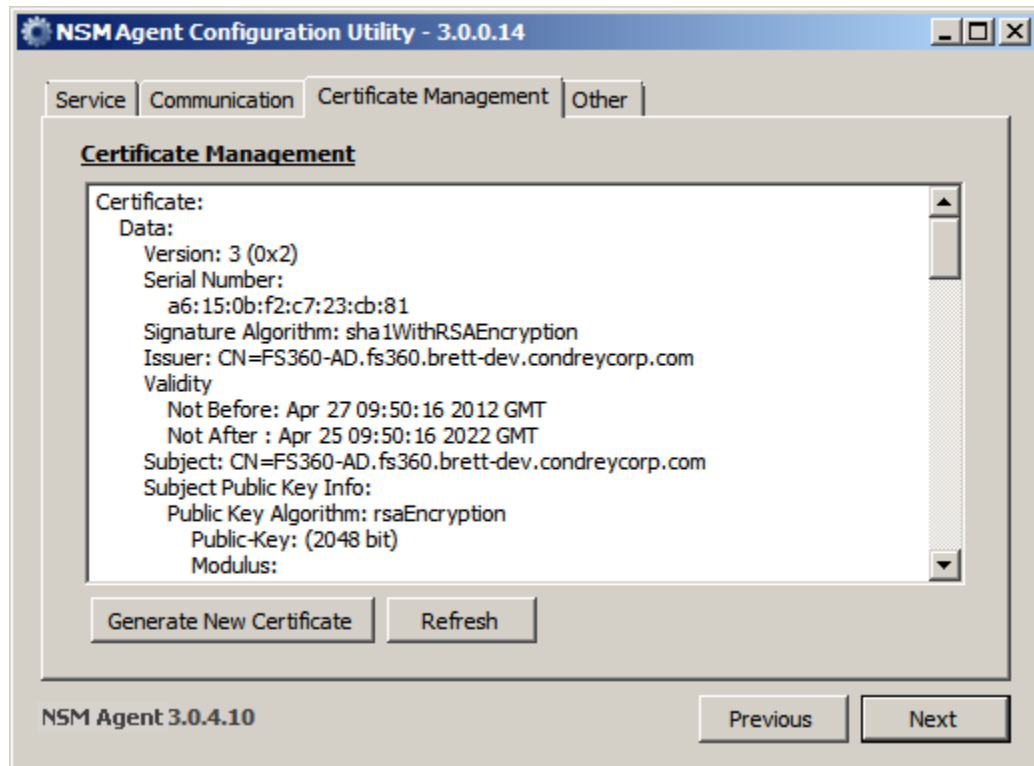 NSM Agent Configuration Utility - 3.0.0.14
Service Communication Certificate Management Other
Certificate Management
Certificate:
Data:
Version: 3 (0x2)
Serial Number:
a6:15:0b:f2:c7:23:cb:81
Signature Algorithm: sha1WithRSAEncryption
Issuer: CN=FS360-AD.fs360.brett-dev.condreycorp.com
Validity
Not Before: Apr 27 09:50:16 2012 GMT
Not After : Apr 25 09:50:16 2022 GMT
Subject: CN=FS360-AD.fs360.brett-dev.condreycorp.com
Subject Public Key Info:
Public Key Algorithm: rsaEncryption
Public-Key: (2048 bit)
Modulus:
Generate New Certificate Refresh
NSM Agent 3.0.4.10 Previous Next